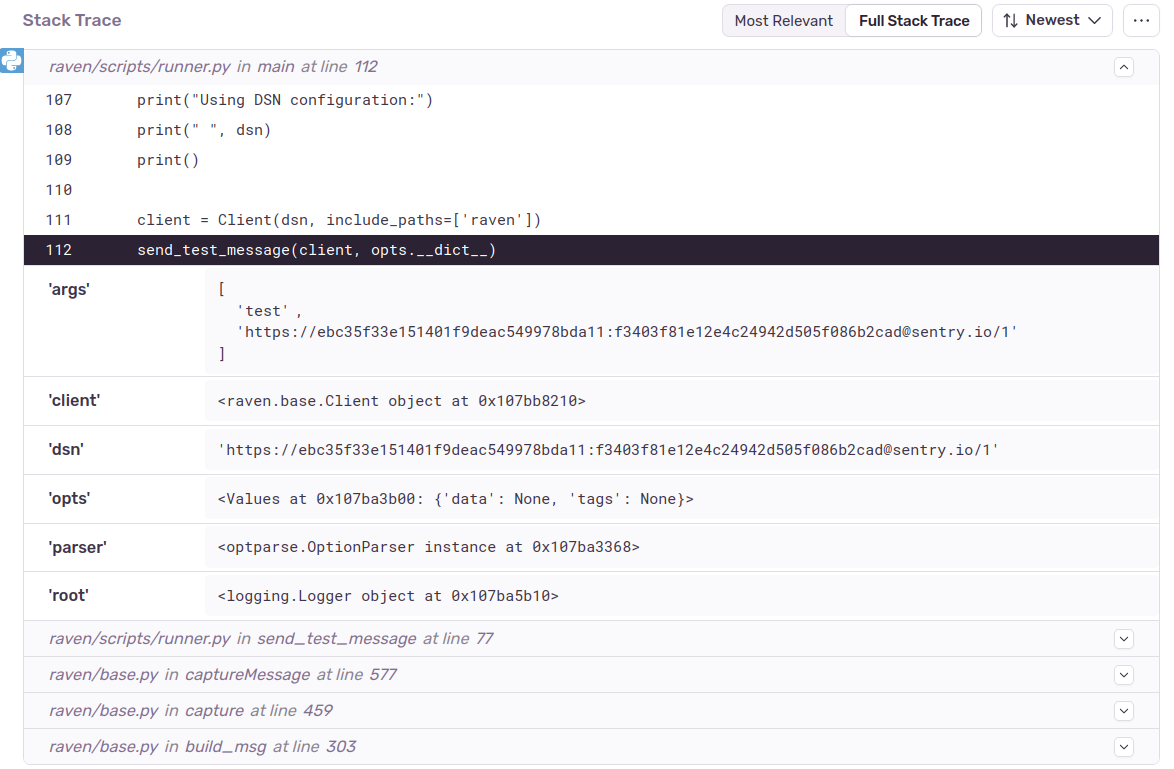 Stack Trace
Most Relevant
Full Stack Trace
Newest
raven/scripts/runner.py in main at line 112
107 print("Using DSN configuration:")
108 print(" ", dsn)
109 print()
110
111 client = Client(dsn, include_paths=['raven'])
112 send_test_message(client, opts.__dict__)
'args'
[
'test' ,
'https://ebc35f33e151401f9deac549978bda11:f3403f81e12e4c24942d505f086b2cad@sentry.io/1'
]
'client' <raven.base.Client object at 0x107bb8210>
'dsn' 'https://ebc35f33e151401f9deac549978bda11:f3403f81e12e4c24942d505f086b2cad@sentry.io/1'
'opts' <Values at 0x107ba3b00: {'data': None, 'tags': None}>
'parser' <optparse.OptionParser instance at 0x107ba3368>
'root' <logging.Logger object at 0x107ba5b10>
raven/scripts/runner.py in send_test_message at line 77
raven/base.py in captureMessage at line 577
raven/base.py in capture at line 459
raven/base.py in build_msg at line 303